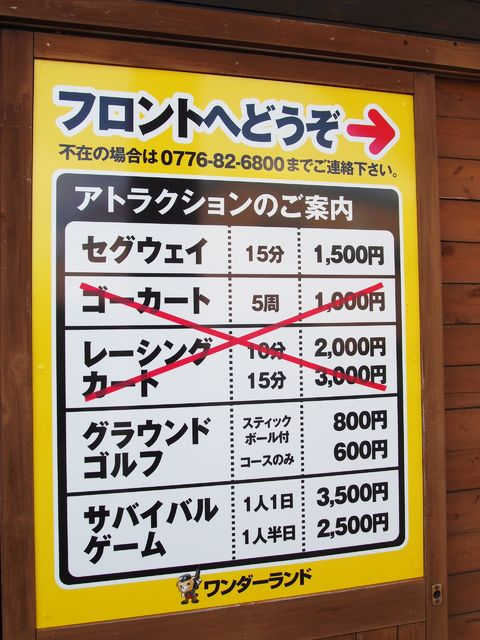 フロントへどうぞ
不在の場合は0776-82-6800までご連絡下さい。
アトラクションのご案内
セグウェイ 15分 1,500円
ゴーカート 5周 1,000円
レーシング 10分 2,000円
カート 15分 3,000円
グラウンド スティック 800円
ボール付
ゴルフ コースのみ 600円
サバイバル 1人1日 3,500円
ゲーム 1人半日 2,500円
ワンダーランド